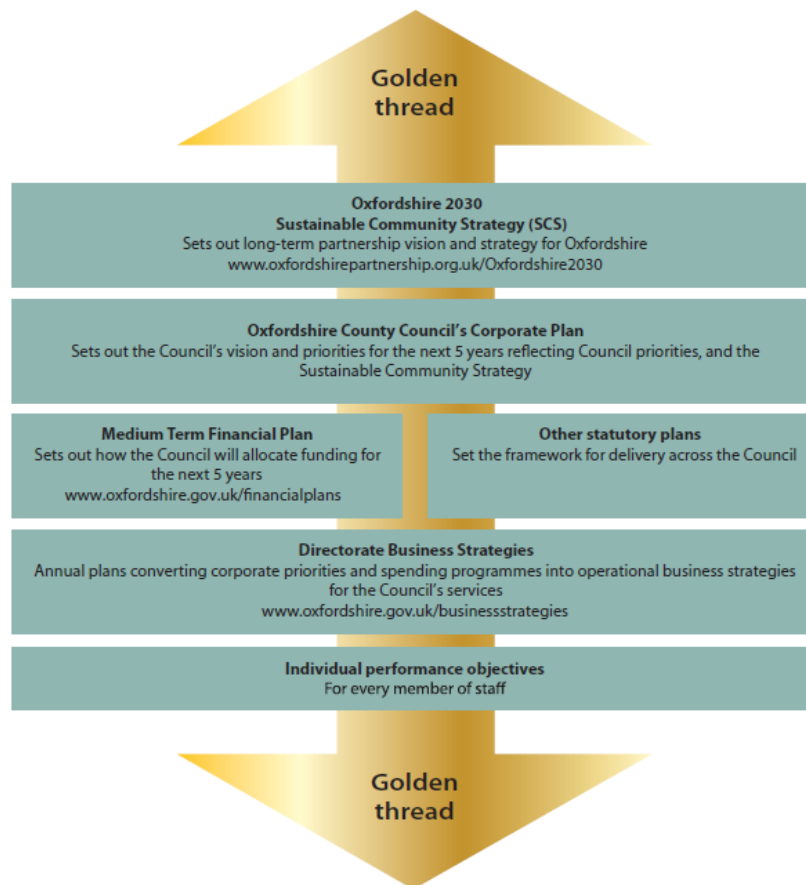 Golden
thread
Oxfordshire 2030
Sustainable Community Strategy (SCS)
Sets out long-term partnership vision and strategy for Oxfordshire
www.oxfordshirepartnership.org.uk/Oxfordshire2030
Oxfordshire County Council's Corporate Plan
Sets out the Council's vision and priorities for the next 5 years reflecting Council priorities, and the
Sustainable Community Strategy
Medium Term Financial Plan
Sets out how the Council will allocate funding for
the next 5 years
www.oxfordshire.gov.uk/financialplans
Other statutory plans
Set the framework for delivery across the Council
Directorate Business Strategies
Annual plans converting corporate priorities and spending programmes into operational business strategies
for the Council's services
www.oxfordshire.gov.uk/businessstrategies
Individual performance objectives
For every member of staff
Golden
thread